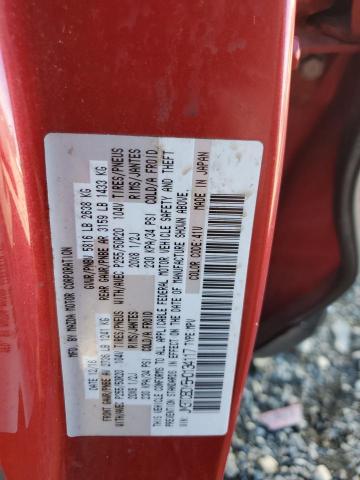 MFD. BY MAZDA MOTOR CORPORATION
GVWR/PNBV 5816 LB 2638 KG
DATE 12/16
FRONT GAWR/PNBE AV 2736 LB 1241 KG REAR GAWR/PNBE AR 3159 LB 1433 KG
WITH/AVEC P255/50R20 104V TIRES/PNEUS WITH/AVEC P255/50R20 104V TIRES/PNEUS
20X8 1/2J RIMS/JANTES 20X8 1/2J RIMS/JANTES
230 KPA/34 PSI COLD/A FROID 230 KPA/34 PSI COLD/A FROID
THIS VEHICLE CONFORMS TO ALL APPLICABLE FEDERAL MOTOR VEHICLE SAFETY AND THEFT
PREVENTION STANDARDS IN EFFECT ON THE DATE OF MANUFACTURE SHOWN ABOVE.
TYPE MPV COLOR/CODE:41V MADE IN JAPAN